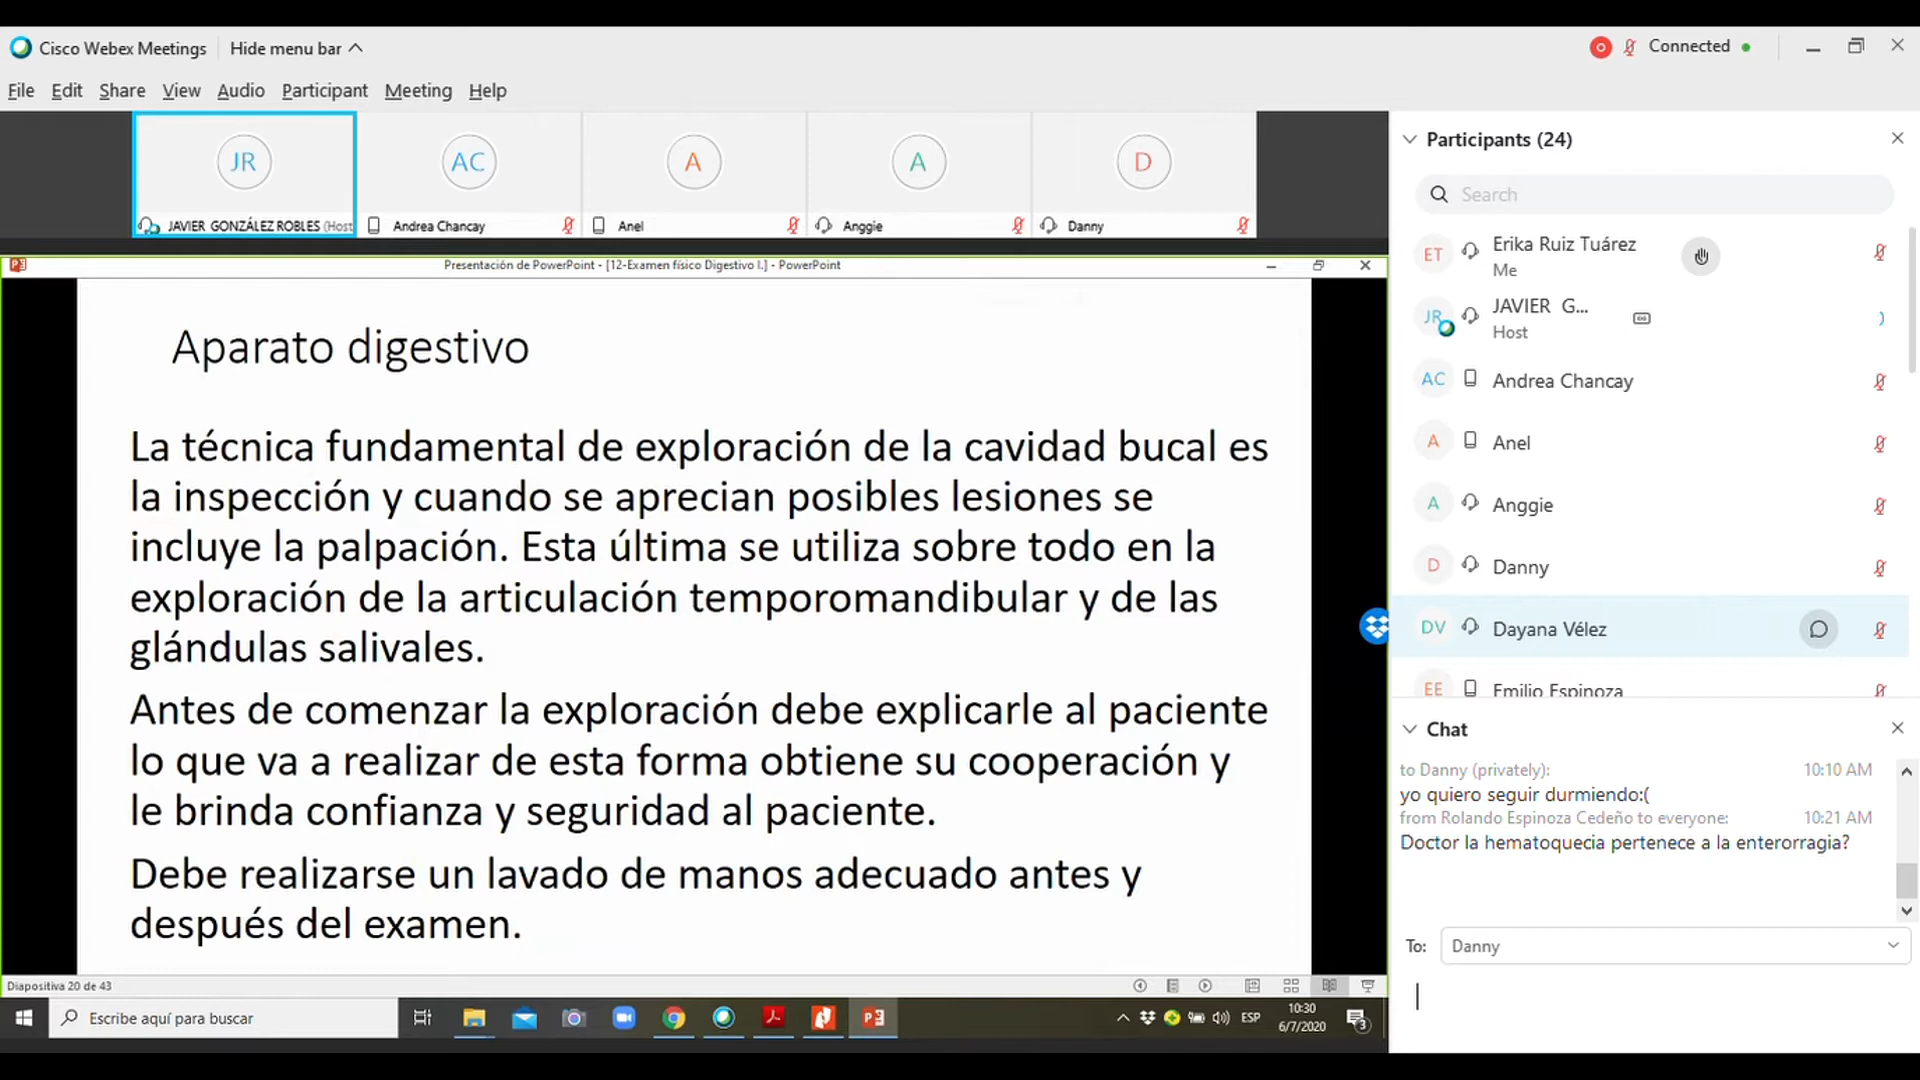 Cisco Webex Meetings
Hide menu bar
Connected
File Edit Share View Audio Participant Meeting Help
JR
AC
A
A
D
JAVIER GONZÁLEZ ROBLES (Host
Andrea Chancay
Anel
Anggie
Danny
Presentación de PowerPoint - [12-Examen físico Digestivo I.] - PowerPoint
Aparato digestivo
La técnica fundamental de exploración de la cavidad bucal es
la inspección y cuando se aprecian posibles lesiones se
incluye la palpación. Esta última se utiliza sobre todo en la
exploración de la articulación temporomandibular y de las
glándulas salivales.
Antes de comenzar la exploración debe explicarle al paciente
lo que va a realizar de esta forma obtiene su cooperación y
le brinda confianza y seguridad al paciente.
Debe realizarse un lavado de manos adecuado antes y
después del examen.
Diapositiva 20 de 43
Escribe aquí para buscar
ESP
10:30
6/7/2020
3
Participants (24)
Search
ET
Erika Ruiz Tuárez
Me
JR
JAVIER G...
Host
AC
Andrea Chancay
A
Anel
A
Anggie
D
Danny
DV
Dayana Vélez
EE
Emilio Espinoza
Chat
to Danny (privately): 10:10 AM
yo quiero seguir durmiendo:(
from Rolando Espinoza Cedeño to everyone: 10:21 AM
Doctor la hematoquecia pertenece a la enterorragia?
To: Danny